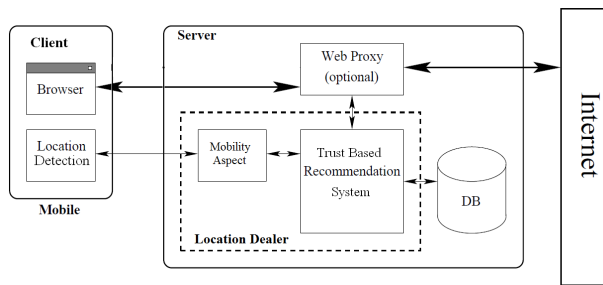 Client
Browser
Location
Detection
Mobile
Server
Web Proxy
(optional)
Mobility
Aspect
Trust Based
Recommendation
System
Location Dealer
DB
Internet